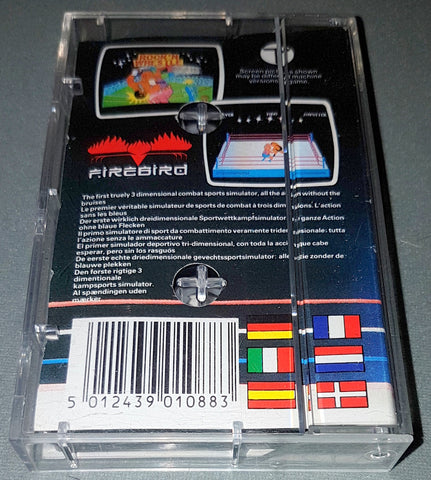 ROCK'N
WRESTLE
Screen pictures shown
may be different machine
versions of game.
FIREBIRD
The first truely 3 dimensional combat sports simulator, all the action without the
bruises
Le premier véritable simulateur de sports de combat à trois dimensions. L'action
sans les bleus
Der erste wirklich dreidimensionale Sportwettkampfsimulator, die ganze Action
ohne blaue Flecken
Il primo simulatore di sport da combattimento veramente tridimensionale: tutta
l'azione senza le ammaccature
El primer simulador deportivo tri-dimensional, con toda la acción que cabe
esperar, pero sin los rasguos
De eerste echte driedimensionale gevechtssportsimulator: alle actie zonder de
blauwe plekken
Den første rigtige 3
dimentionale
kampsports simulator.
Al spændingen uden
mærker
5 012439 010883